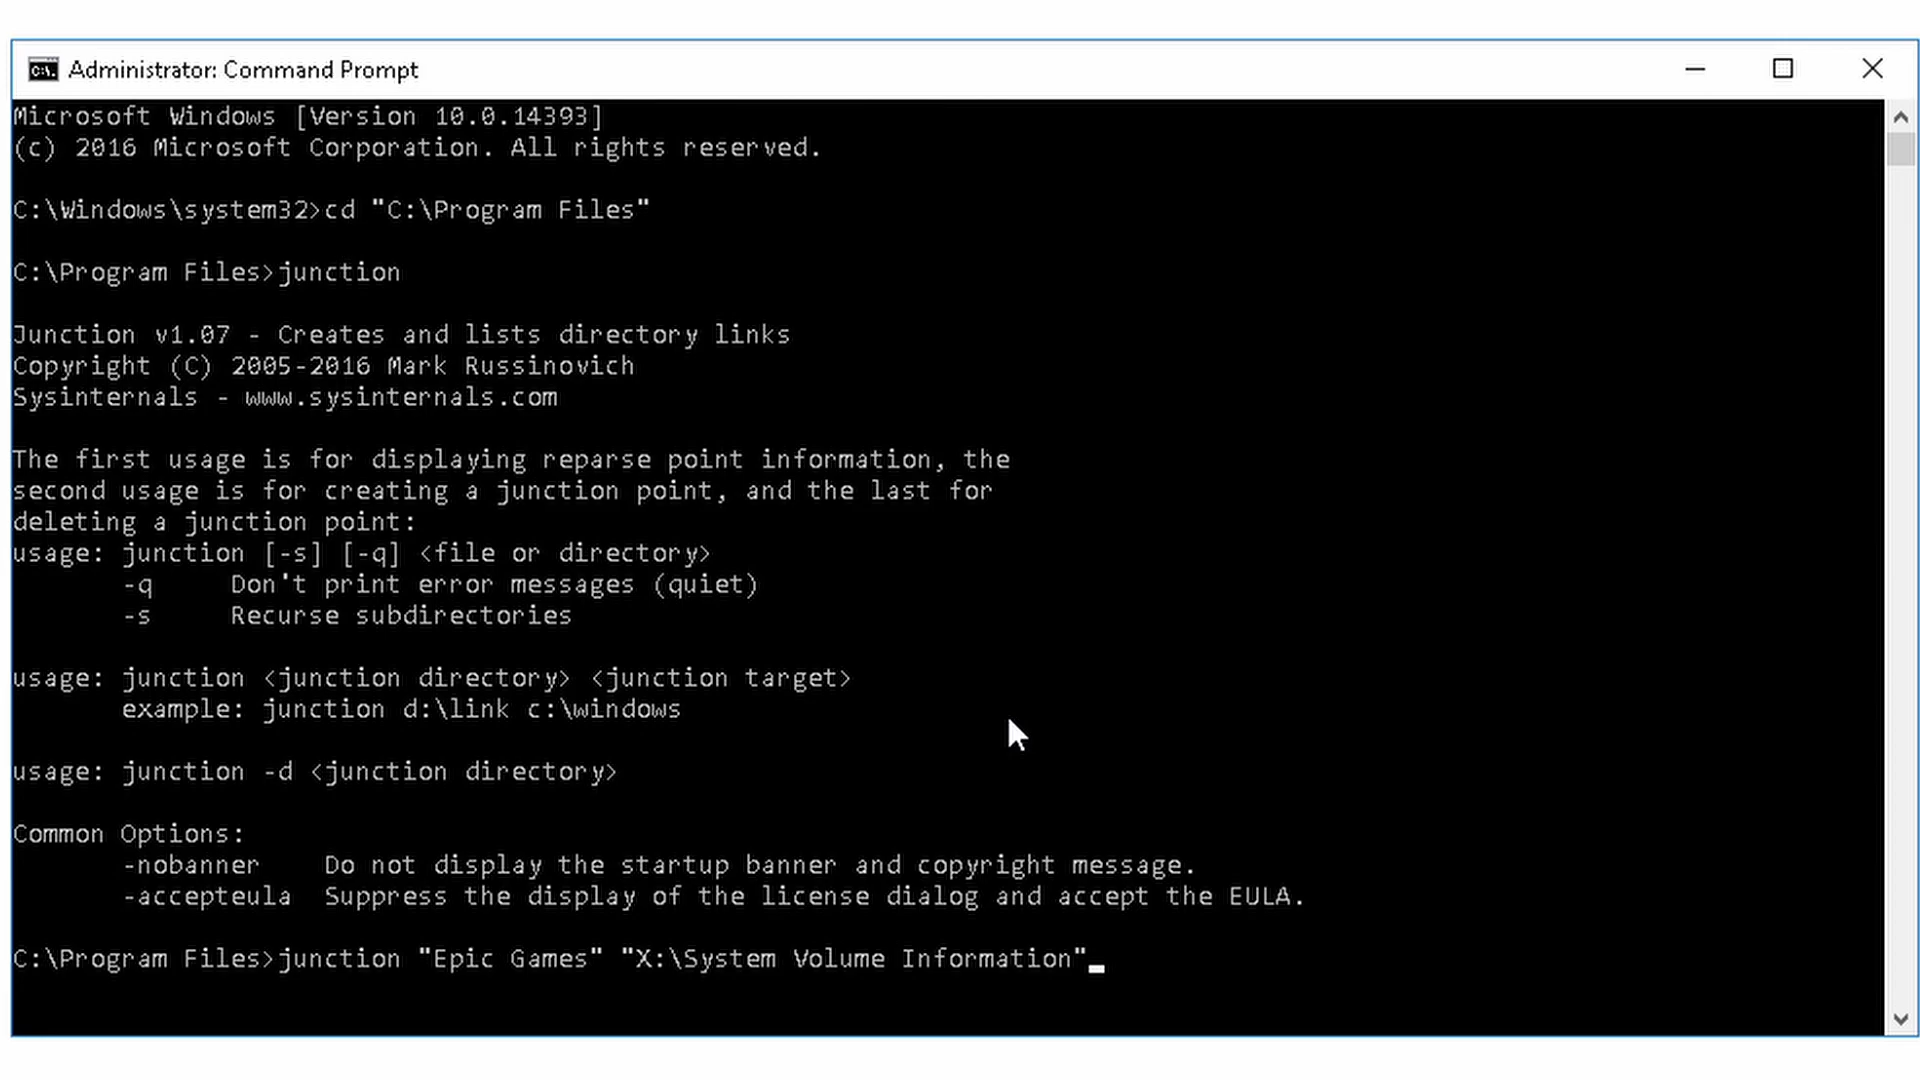 Administrator: Command Prompt
Microsoft Windows [Version 10.0.14393]
(c) 2016 Microsoft Corporation. All rights reserved.
C:\Windows\system32>cd "C:\Program Files"
C:\Program Files>junction
Junction v1.07 - Creates and lists directory links
Copyright (C) 2005-2016 Mark Russinovich
Sysinternals - www.sysinternals.com
The first usage is for displaying reparse point information, the
second usage is for creating a junction point, and the last for
deleting a junction point:
usage: junction [-s] [-q] <file or directory>
-q     Don't print error messages (quiet)
-s     Recurse subdirectories
usage: junction <junction directory> <junction target>
example: junction d:\link c:\windows
usage: junction -d <junction directory>
Common Options:
-nobanner    Do not display the startup banner and copyright message.
-accepteula  Suppress the display of the license dialog and accept the EULA.
C:\Program Files>junction "Epic Games" "X:\System Volume Information"